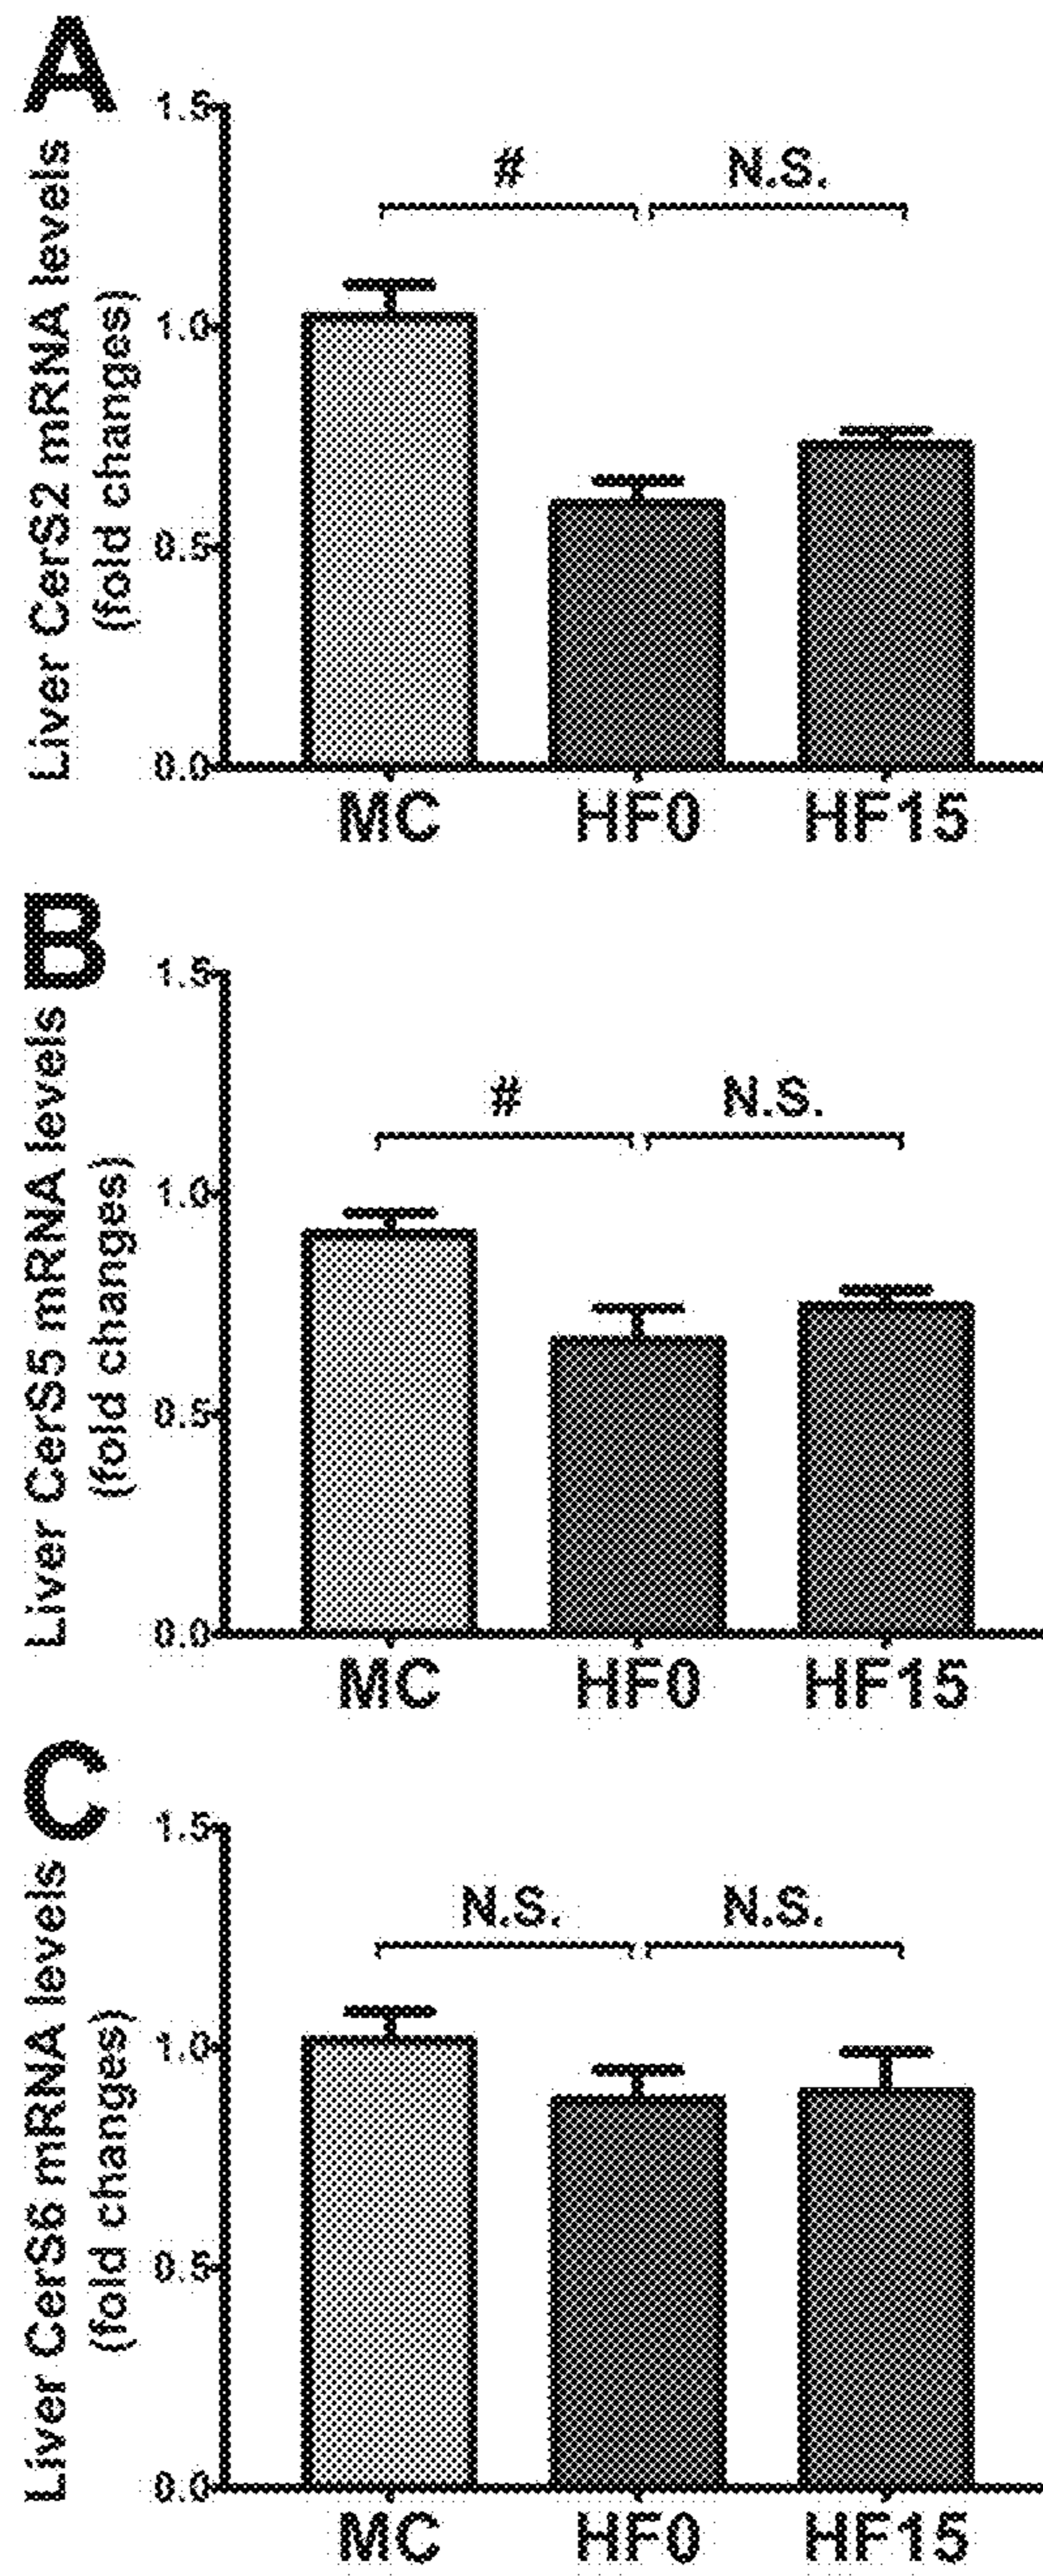 A
Liver CerS2 mRNA levels
(fold changes)
1.5
1.0
0.5
0.0
# N.S.
MC HF0 HF15
B
Liver CerS5 mRNA levels
(fold changes)
1.5
1.0
0.5
0.0
# N.S.
MC HF0 HF15
C
Liver CerS6 mRNA levels
(fold changes)
1.5
1.0
0.5
0.0
N.S. N.S.
MC HF0 HF15